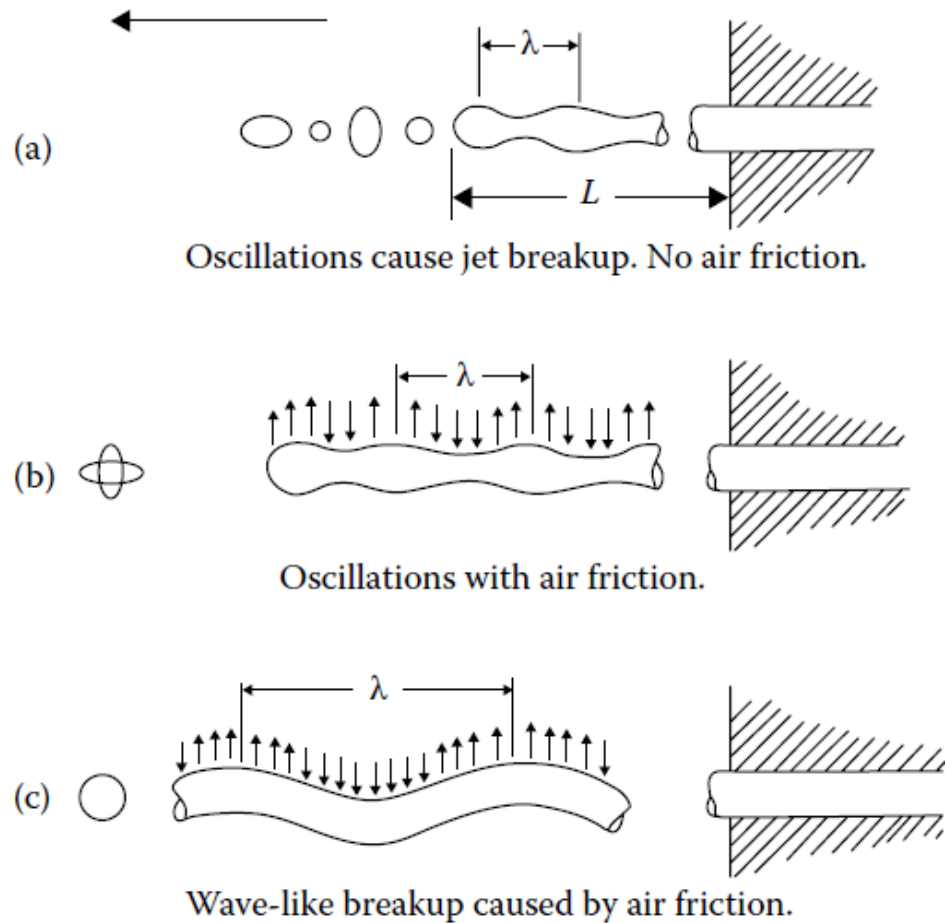 λ
(a)
L
Oscillations cause jet breakup. No air friction.
λ
(b)
Oscillations with air friction.
λ
(c)
Wave-like breakup caused by air friction.